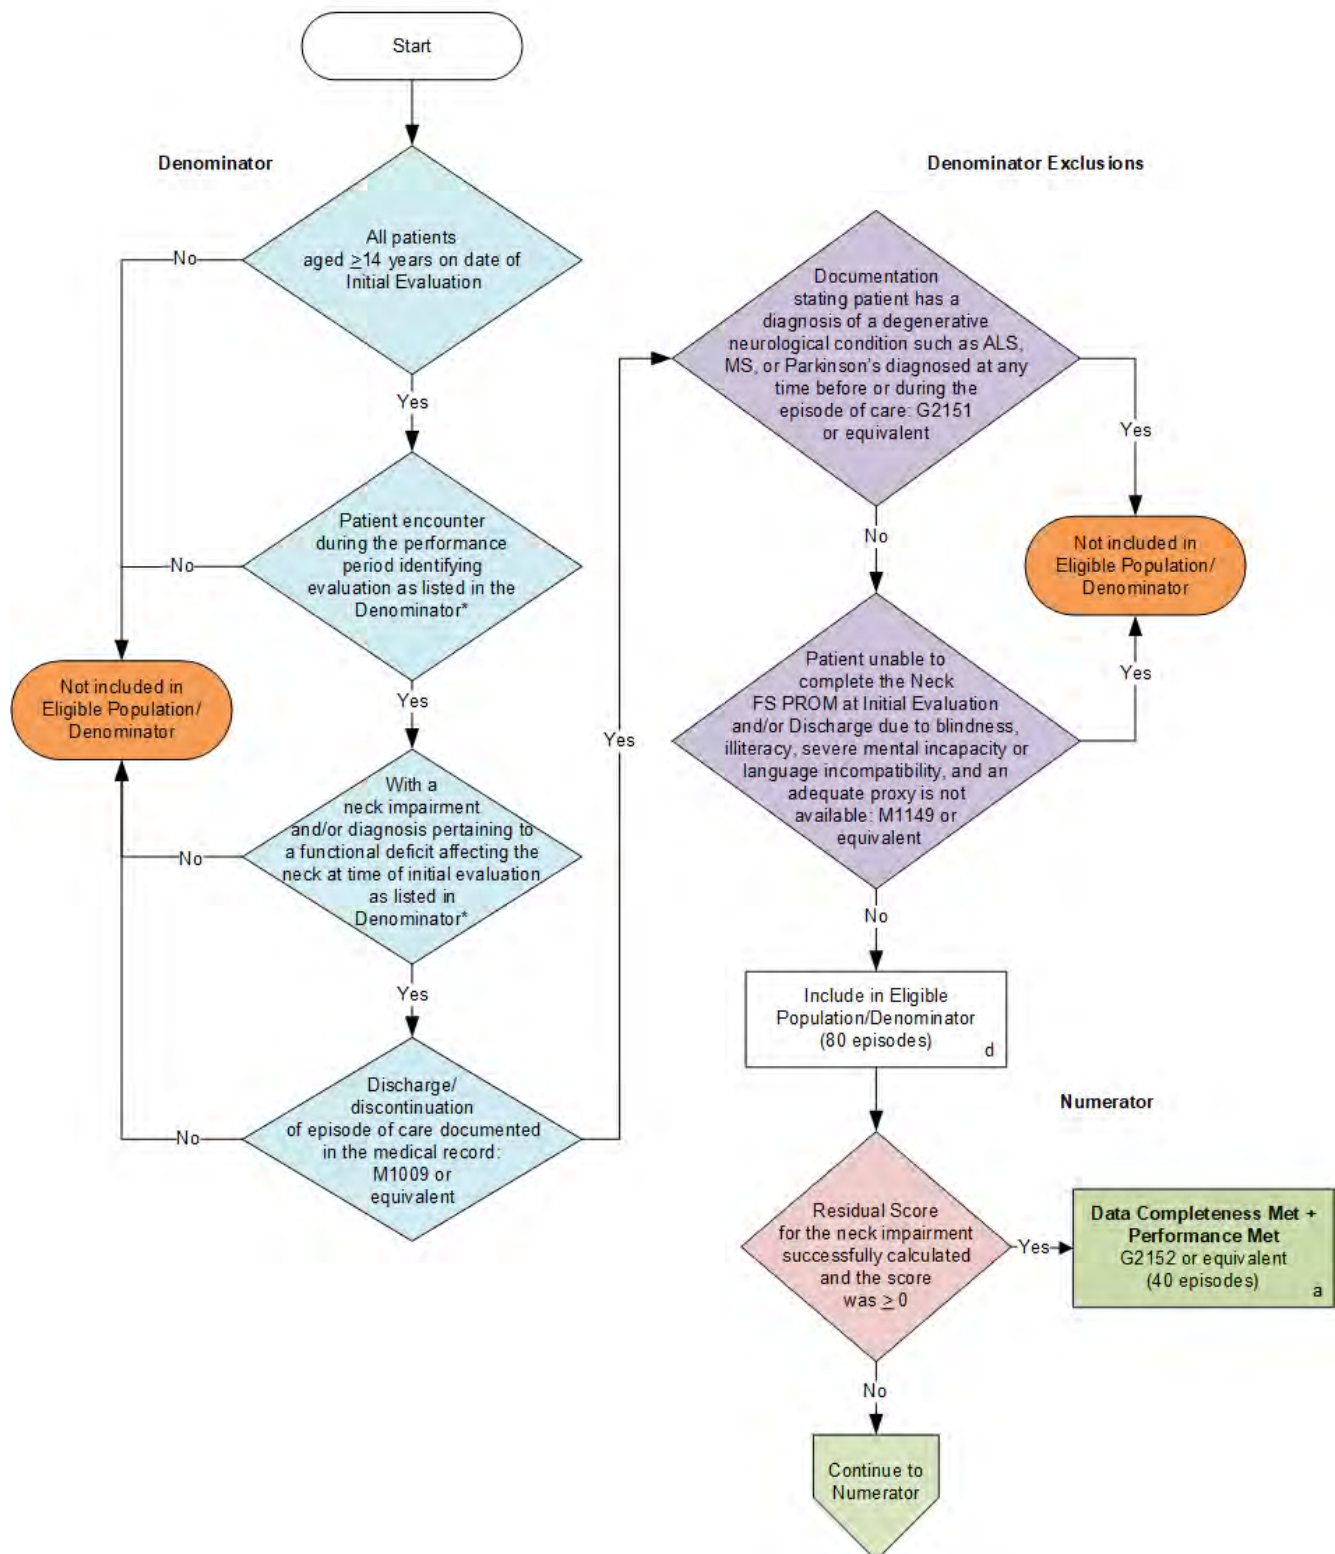 Start
Denominator
All patients
aged ≥14 years on date of
Initial Evaluation
No
Yes
Patient encounter
during the performance
period identifying
evaluation as listed in the
Denominator*
No
Yes
Not included in
Eligible Population/
Denominator
With a
neck impairment
and/or diagnosis pertaining to
a functional deficit affecting the
neck at time of initial evaluation
as listed in
Denominator*
No
Yes
Discharge/
discontinuation
of episode of care documented
in the medical record:
M1009 or
equivalent
No
Yes
Denominator Exclusions
Documentation
stating patient has a
diagnosis of a degenerative
neurological condition such as ALS,
MS, or Parkinson's diagnosed at any
time before or during the
episode of care: G2151
or equivalent
Yes
No
Not included in
Eligible Population/
Denominator
Patient unable to
complete the Neck
FS PROM at Initial Evaluation
and/or Discharge due to blindness,
illiteracy, severe mental incapacity or
language incompatibility, and an
adequate proxy is not
available: M1149 or
equivalent
Yes
No
Include in Eligible
Population/Denominator
(80 episodes)
d
Numerator
Residual Score
for the neck impairment
successfully calculated
and the score
was ≥ 0
Yes
Data Completeness Met +
Performance Met
G2152 or equivalent
(40 episodes)
a
No
Continue to
Numerator